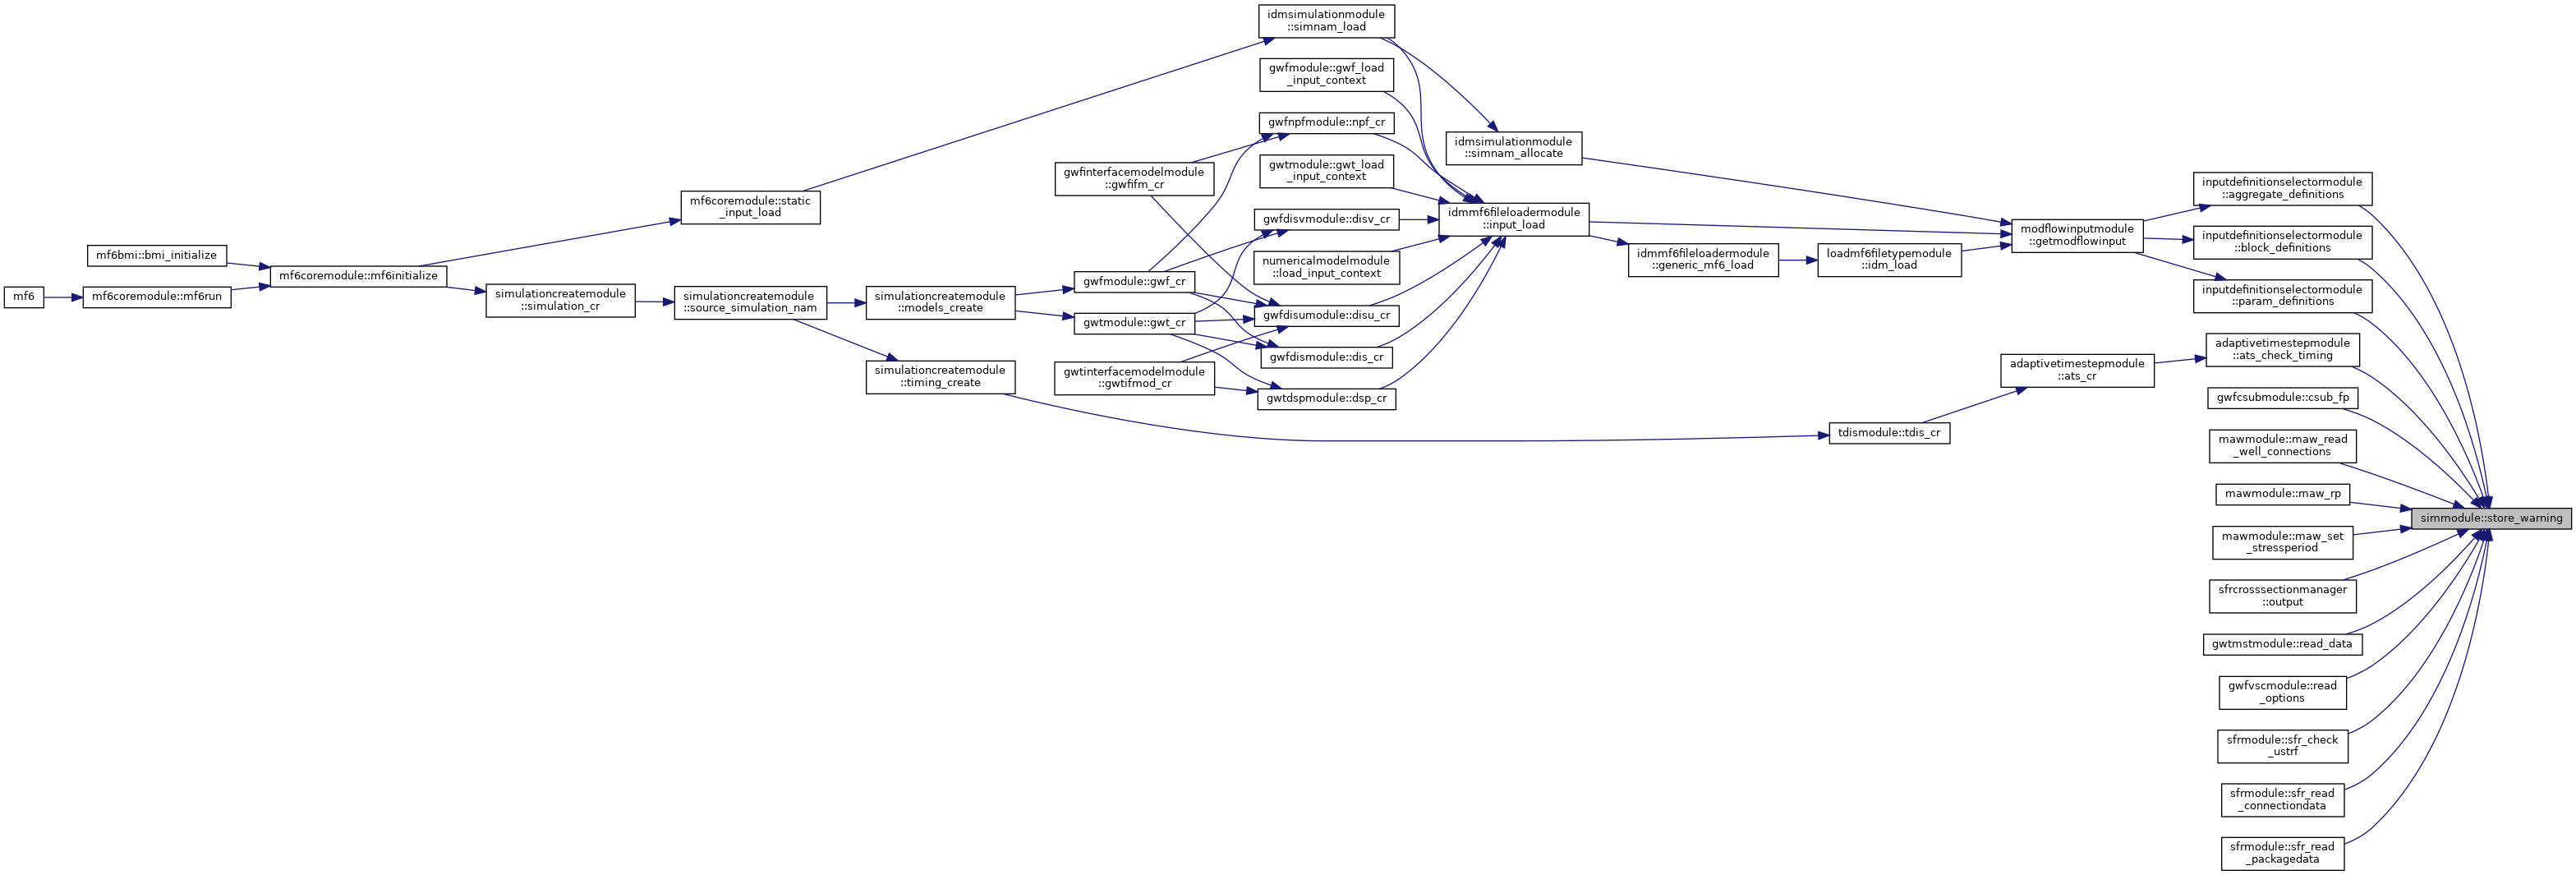 mf6
mf6bmi::bmi_initialize
mf6coremodule::mf6run
mf6coremodule::mf6initialize
simulationcreatemodule
::simulation_cr
mf6coremodule::static
_input_load
simulationcreatemodule
::source_simulation_nam
simulationcreatemodule
::models_create
simulationcreatemodule
::timing_create
gwfinterfacemodelmodule
::gwfifm_cr
gwfmodule::gwf_cr
gwtmodule::gwt_cr
gwtinterfacemodelmodule
::gwtifmod_cr
idmsimulationmodule
::simnam_load
gwfmodule::gwf_load
_input_context
gwfnpfmodule::npf_cr
gwtmodule::gwt_load
_input_context
gwfdisvmodule::disv_cr
numericalmodelmodule
::load_input_context
gwfdisumodule::disu_cr
gwfdismodule::dis_cr
gwtdspmodule::dsp_cr
idmsimulationmodule
::simnam_allocate
idmmf6fileloadermodule
::input_load
idmmf6fileloadermodule
::generic_mf6_load
loadmf6filetypemodule
::idm_load
tdismodule::tdis_cr
modflowinputmodule
::getmodflowinput
adaptivetimestepmodule
::ats_cr
inputdefinitionselectormodule
::aggregate_definitions
inputdefinitionselectormodule
::block_definitions
inputdefinitionselectormodule
::param_definitions
adaptivetimestepmodule
::ats_check_timing
gwfcsubmodule::csub_fp
mawmodule::maw_read
_well_connections
mawmodule::maw_rp
mawmodule::maw_set
_stressperiod
sfrcrosssectionmanager
::output
gwtmstmodule::read_data
gwfvscmodule::read
_options
sfrmodule::sfr_check
_ustrf
sfrmodule::sfr_read
_connectiondata
sfrmodule::sfr_read
_packagedata
simmodule::store_warning